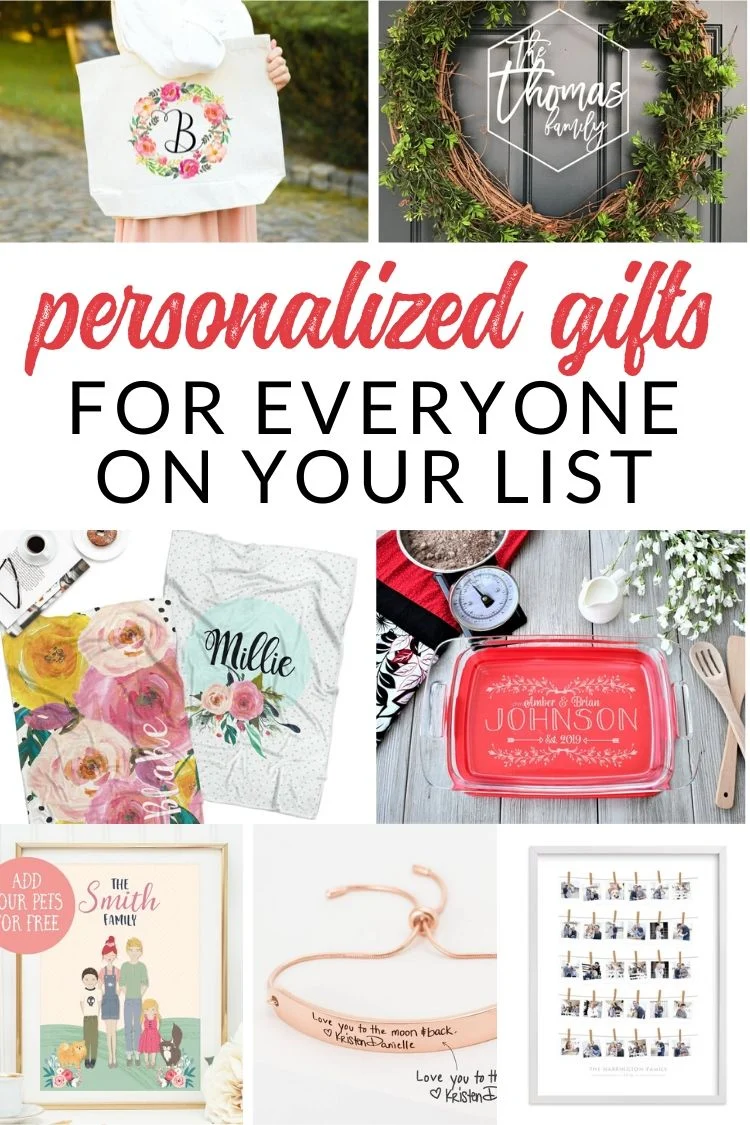 B
The
Thomas
family
personalized gifts
FOR EVERYONE
ON YOUR LIST
Millie
Blake
Amber & Brian
JOHNSON
Est. 2019
ADD
OUR PETS
FOR FREE
THE
Smith
FAMILY
Love you to the moon & back.
♡ KristenDanielle
Love you to th
♡ KristenD
THE HARRINGTON FAMILY